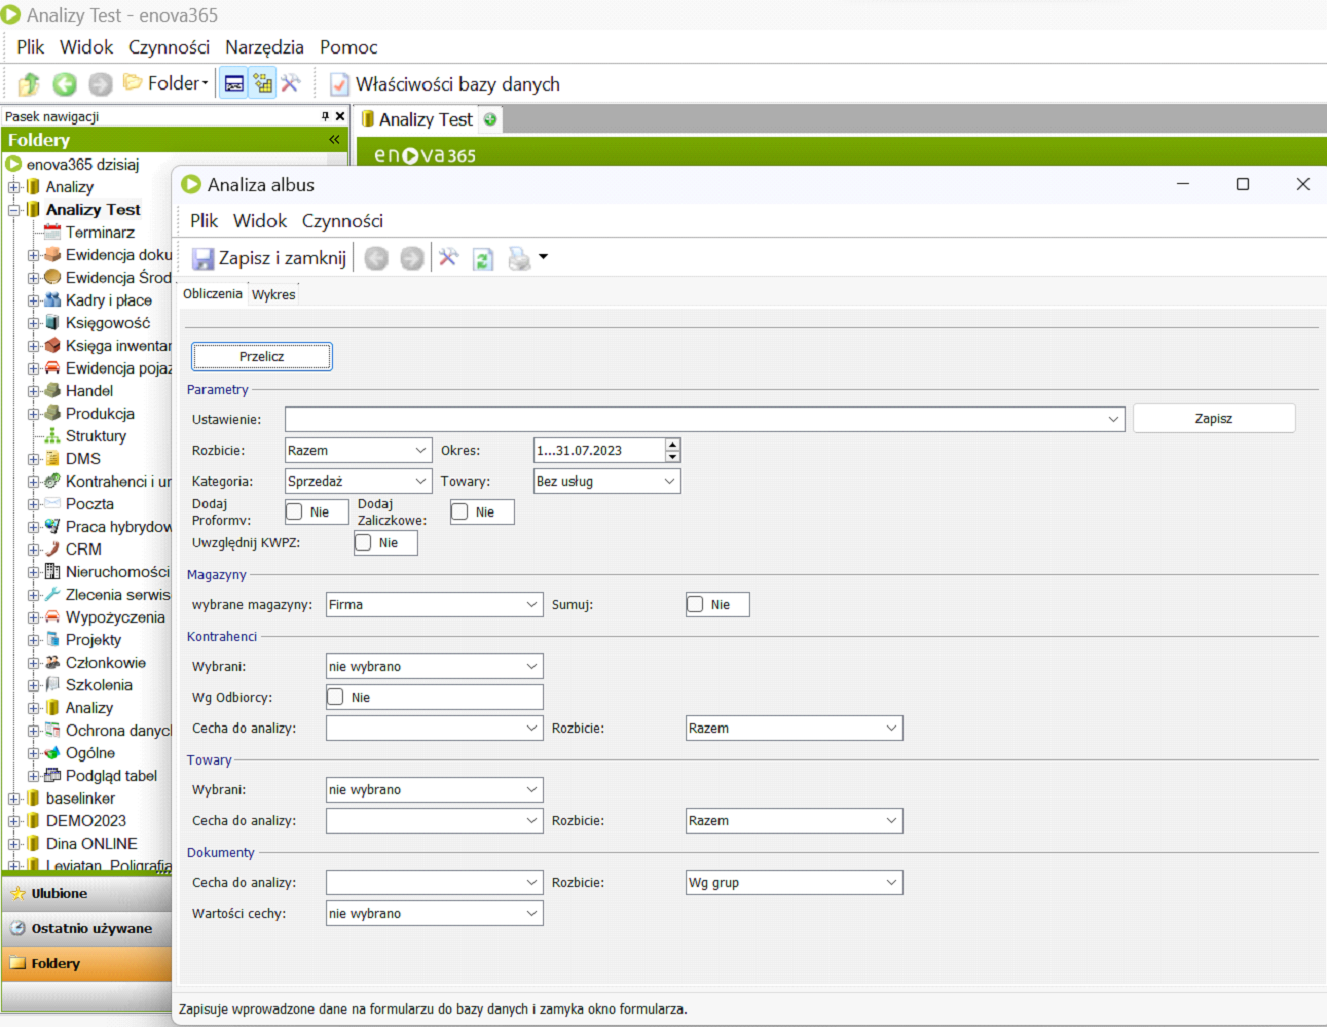 Analizy Test - enova365
Plik Widok Czynności Narzędzia Pomoc
Folder Właściwości bazy danych
Pasek nawigacji
Analizy Test
Foldery «
enova365
enova365 dzisiaj
Analizy
Analizy Test
Terminarz
Ewidencja doku
Ewidencja Środ
Kadry i płace
Księgowość
Księga inwentar
Ewidencja pojaz
Handel
Produkcja
Struktury
DMS
Kontrahenci i ur
Poczta
Praca hybrydow
CRM
Nieruchomości
Zlecenia serwis
Wypożyczenia
Projekty
Członkowie
Szkolenia
Analizy
Ochrona danycl
Ogólne
Podgląd tabel
baselinker
DEMO2023
Dina ONLINE
Leviatan Poligrafia
Ulubione
Ostatnio używane
Foldery
Analiza albus
Plik Widok Czynności
Zapisz i zamknij
Obliczenia Wykres
Przelicz
Parametry
Ustawienie: Zapisz
Rozbicie: Razem Okres: 1...31.07.2023
Kategoria: Sprzedaż Towary: Bez usług
Dodaj Proformy: Nie Dodaj Zaliczkowe: Nie
Uwzględnij KWPZ: Nie
Magazyny
wybrane magazyny: Firma Sumuj: Nie
Kontrahenci
Wybrani: nie wybrano
Wg Odbiorcy: Nie
Cecha do analizy: Rozbicie: Razem
Towary
Wybrani: nie wybrano
Cecha do analizy: Rozbicie: Razem
Dokumenty
Cecha do analizy: Rozbicie: Wg grup
Wartości cechy: nie wybrano
Zapisuje wprowadzone dane na formularzu do bazy danych i zamyka okno formularza.